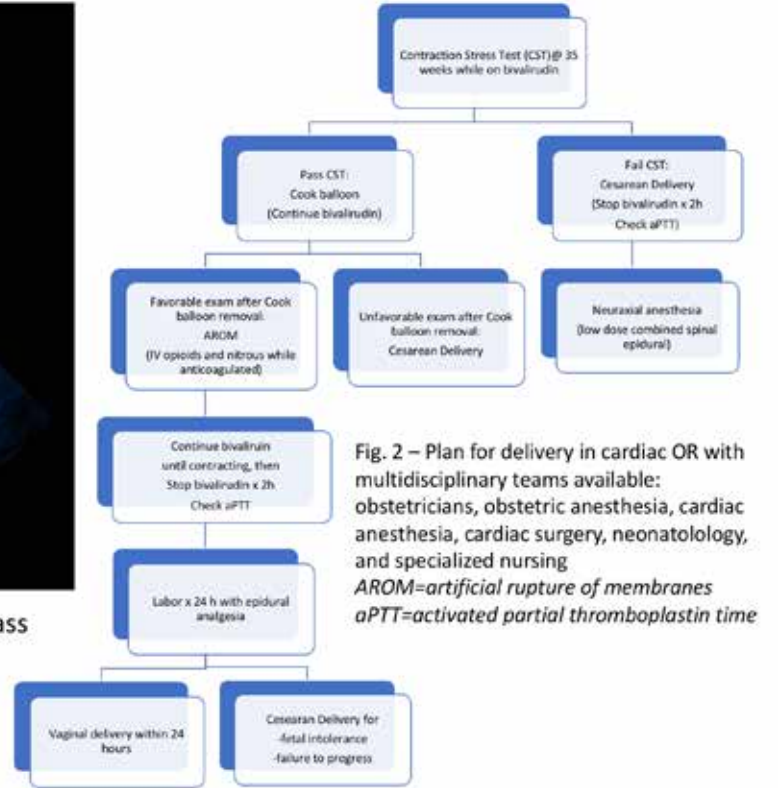 Contraction Stress Test (CST)@ 35
weeks while on bivalirudin
Pass CST:
Cook balloon
(Continue bivalirudin)
Fail CST:
Cesarean Delivery
(Stop bivalirudin x 2h
Check aPTT)
Favorable exam after Cook
balloon removal:
AROM
(IV opioids and nitrous while
anticoagulated)
Unfavorable exam after Cook
balloon removal:
Cesarean Delivery
Neuraxial anesthesia
(low dose combined spinal
epidural)
Continue bivaliruin
until contracting, then
Stop bivalirudin x 2h
Check aPTT
Labor x 24 h with epidural
analgesia
Vaginal delivery within 24
hours
Cesearan Delivery for
-fetal intolerance
-failure to progress
Fig. 2 – Plan for delivery in cardiac OR with
multidisciplinary teams available:
obstetricians, obstetric anesthesia, cardiac
anesthesia, cardiac surgery, neonatolology,
and specialized nursing
AROM=artificial rupture of membranes
aPTT=activated partial thromboplastin time